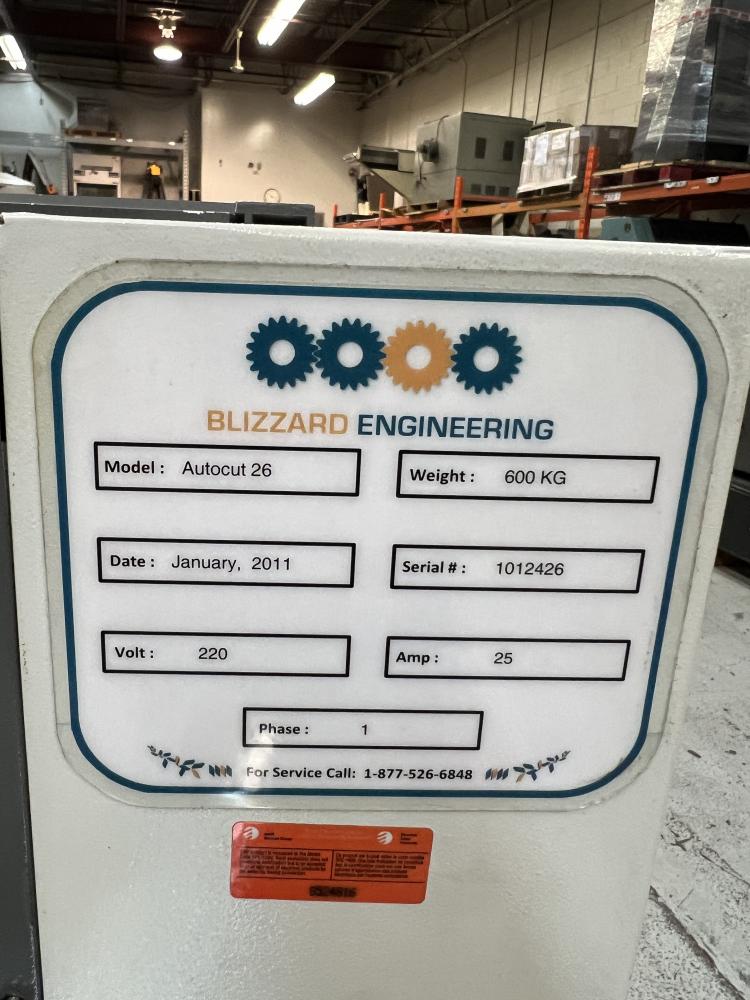 BLIZZARD ENGINEERING
Model : Autocut 26
Weight : 600 KG
Date : January, 2011
Serial # : 1012426
Volt : 220
Amp : 25
Phase : 1
For Service Call: 1-877-526-6848